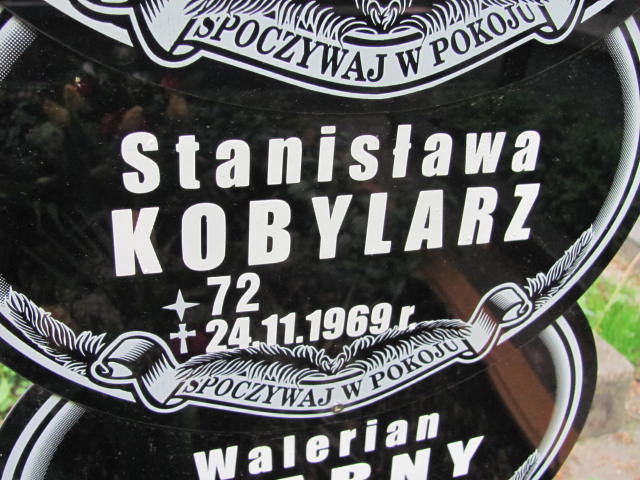 SPOCZYWAJ W POKOJU
Stanisława
KOBYLARZ
72
24.11.1969 r.
SPOCZYWAJ W POKOJU
Walerian